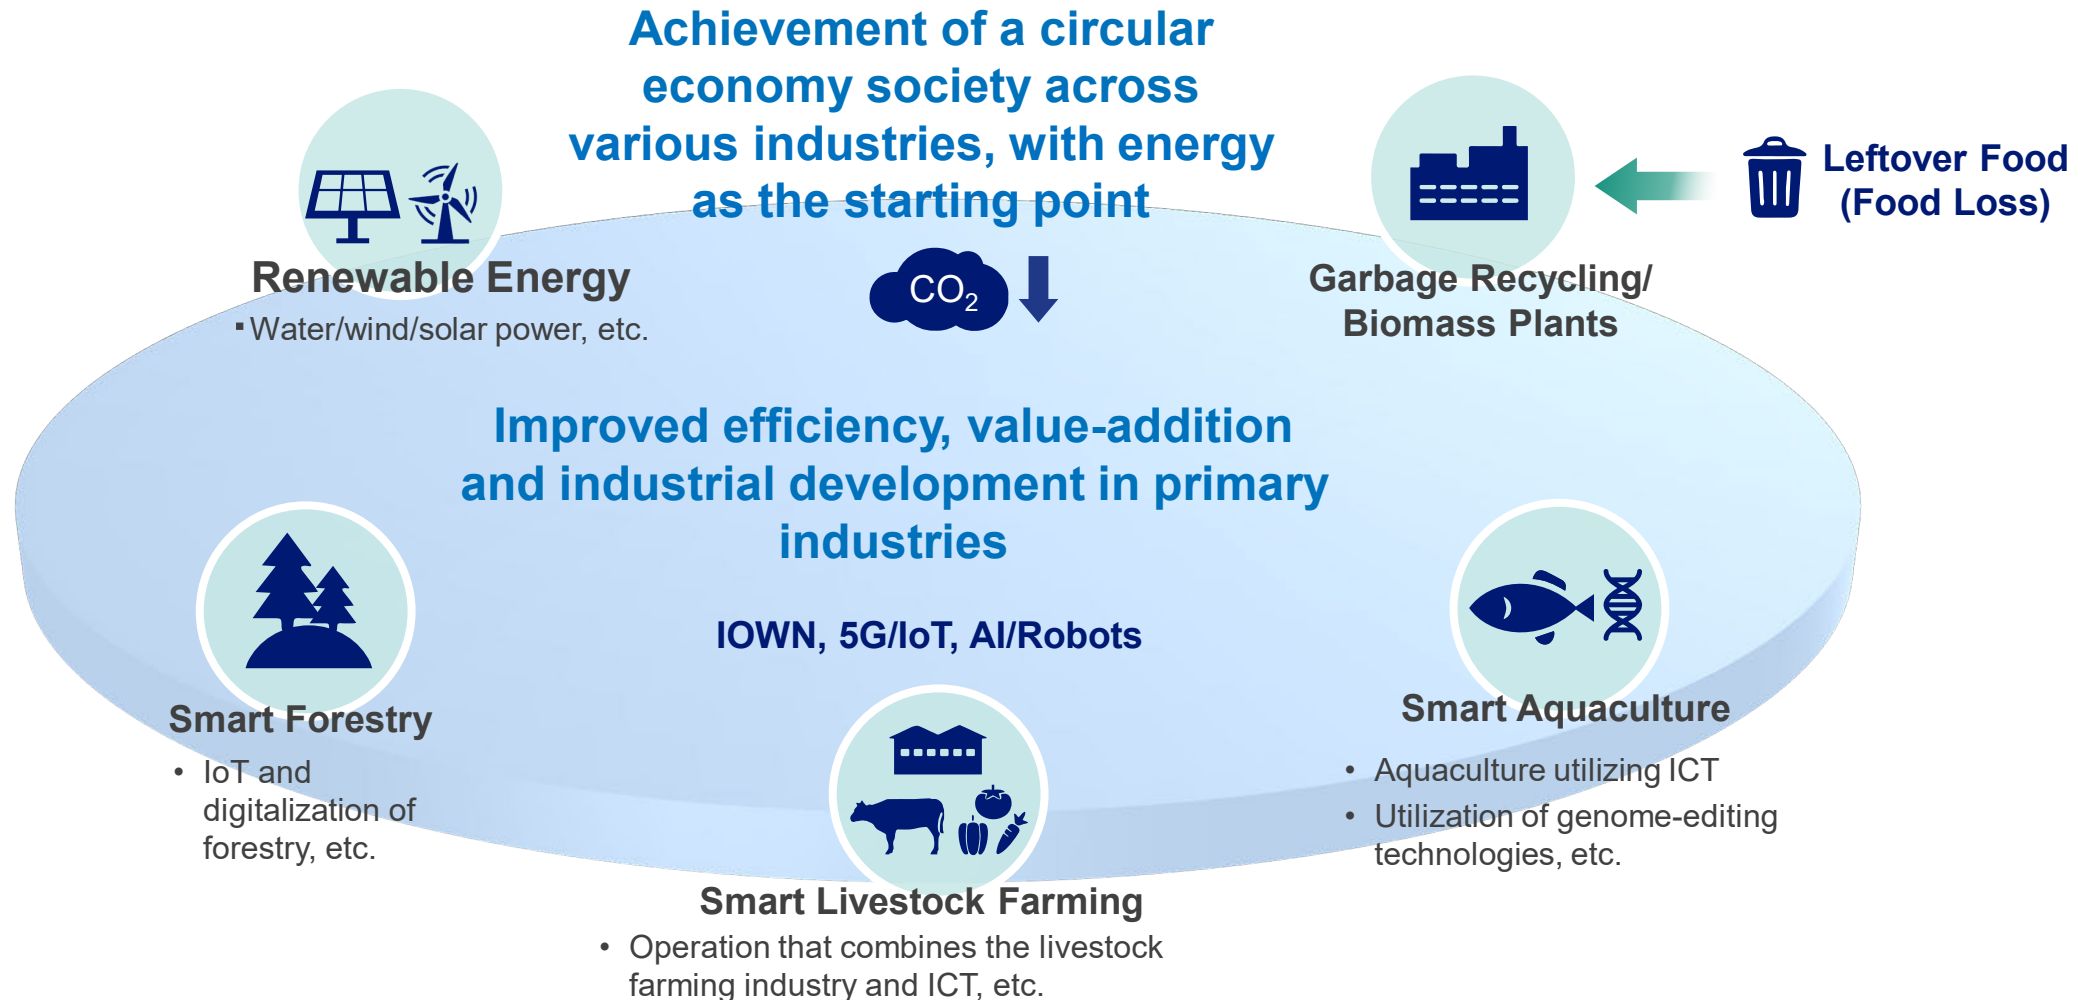 Achievement of a circular
economy society across
various industries, with energy
as the starting point
Renewable Energy
▪Water/wind/solar power, etc.
CO₂
Garbage Recycling/
Biomass Plants
Leftover Food
(Food Loss)
Improved efficiency, value-addition
and industrial development in primary
industries
IOWN, 5G/IoT, AI/Robots
Smart Forestry
• IoT and
digitalization of
forestry, etc.
Smart Livestock Farming
• Operation that combines the livestock
farming industry and ICT, etc.
Smart Aquaculture
• Aquaculture utilizing ICT
• Utilization of genome-editing
technologies, etc.